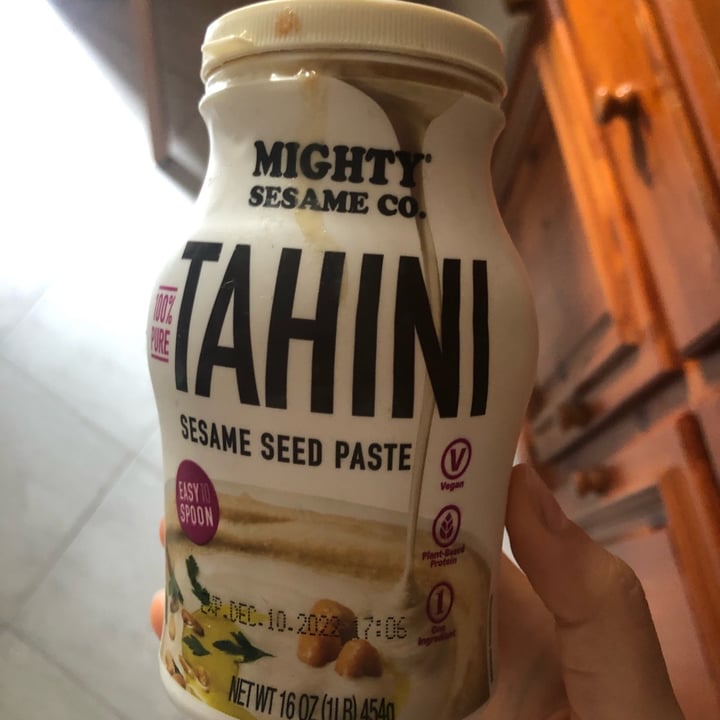 MIGHTY®
SESAME CO.
100%
PURE
TAHINI
SESAME SEED PASTE
EASY TO
SPOON
V
Vegan
Plant-Based
Protein
1
One
Ingredient
EXP.DEC.10.2022 17:06
NET WT 16 OZ (1LB) 454g